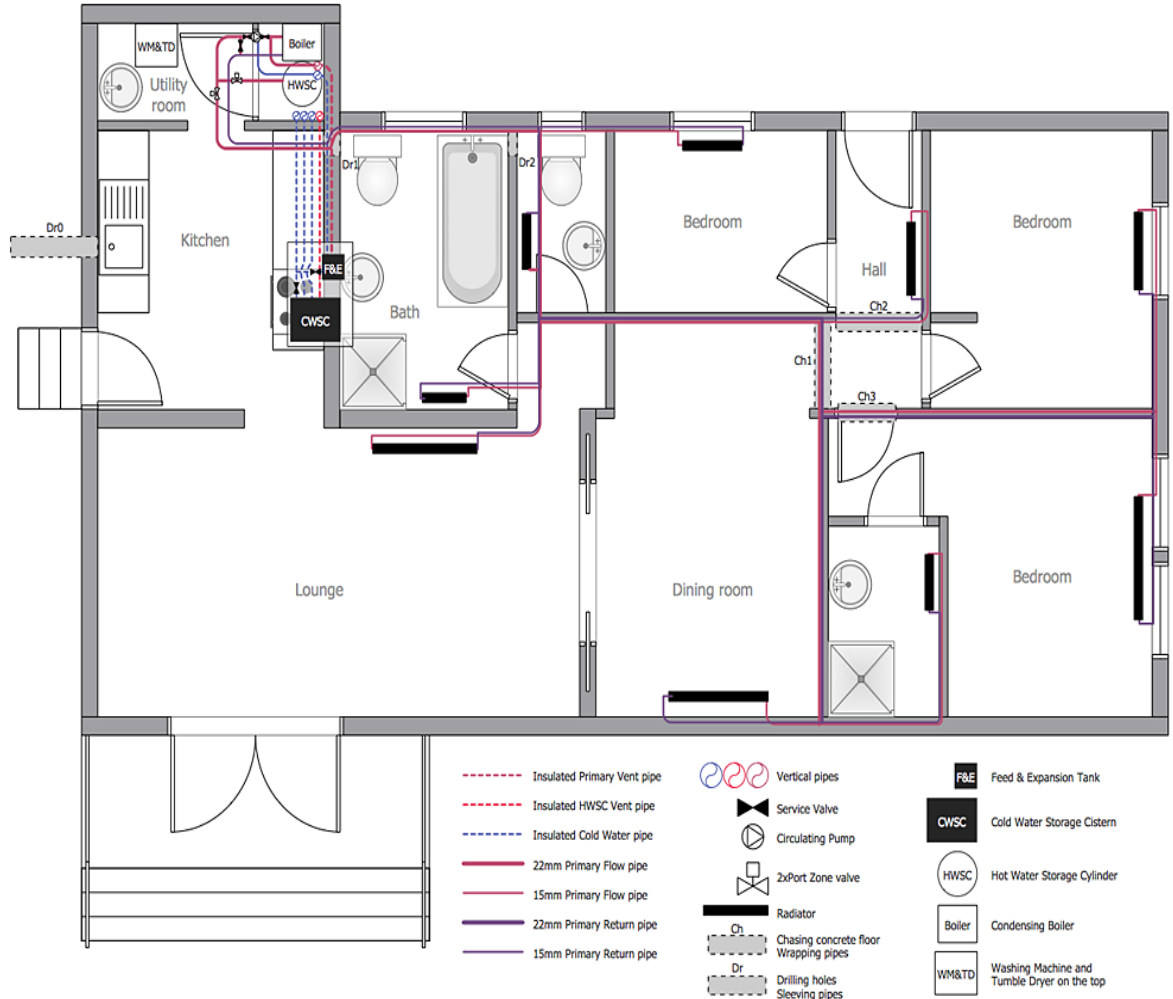 WM&TD
Boiler
Utility
room
HWSC
Dr1
Dr2
Bedroom
Bedroom
Dr0
Kitchen
Hall
F&E
Ch2
Bath
CWSC
Ch1
Ch3
Lounge
Dining room
Bedroom
Insulated Primary Vent pipe
Insulated HWSC Vent pipe
Insulated Cold Water pipe
22mm Primary Flow pipe
15mm Primary Flow pipe
22mm Primary Return pipe
15mm Primary Return pipe
Vertical pipes
Service Valve
Circulating Pump
2xPort Zone valve
Radiator
Ch
Chasing concrete floor
Wrapping pipes
Dr
Drilling holes
Sleeving pipes
F&E
Feed & Expansion Tank
CWSC
Cold Water Storage Cistern
HWSC
Hot Water Storage Cylinder
Boiler
Condensing Boiler
WM&TD
Washing Machine and
Tumble Dryer on the top